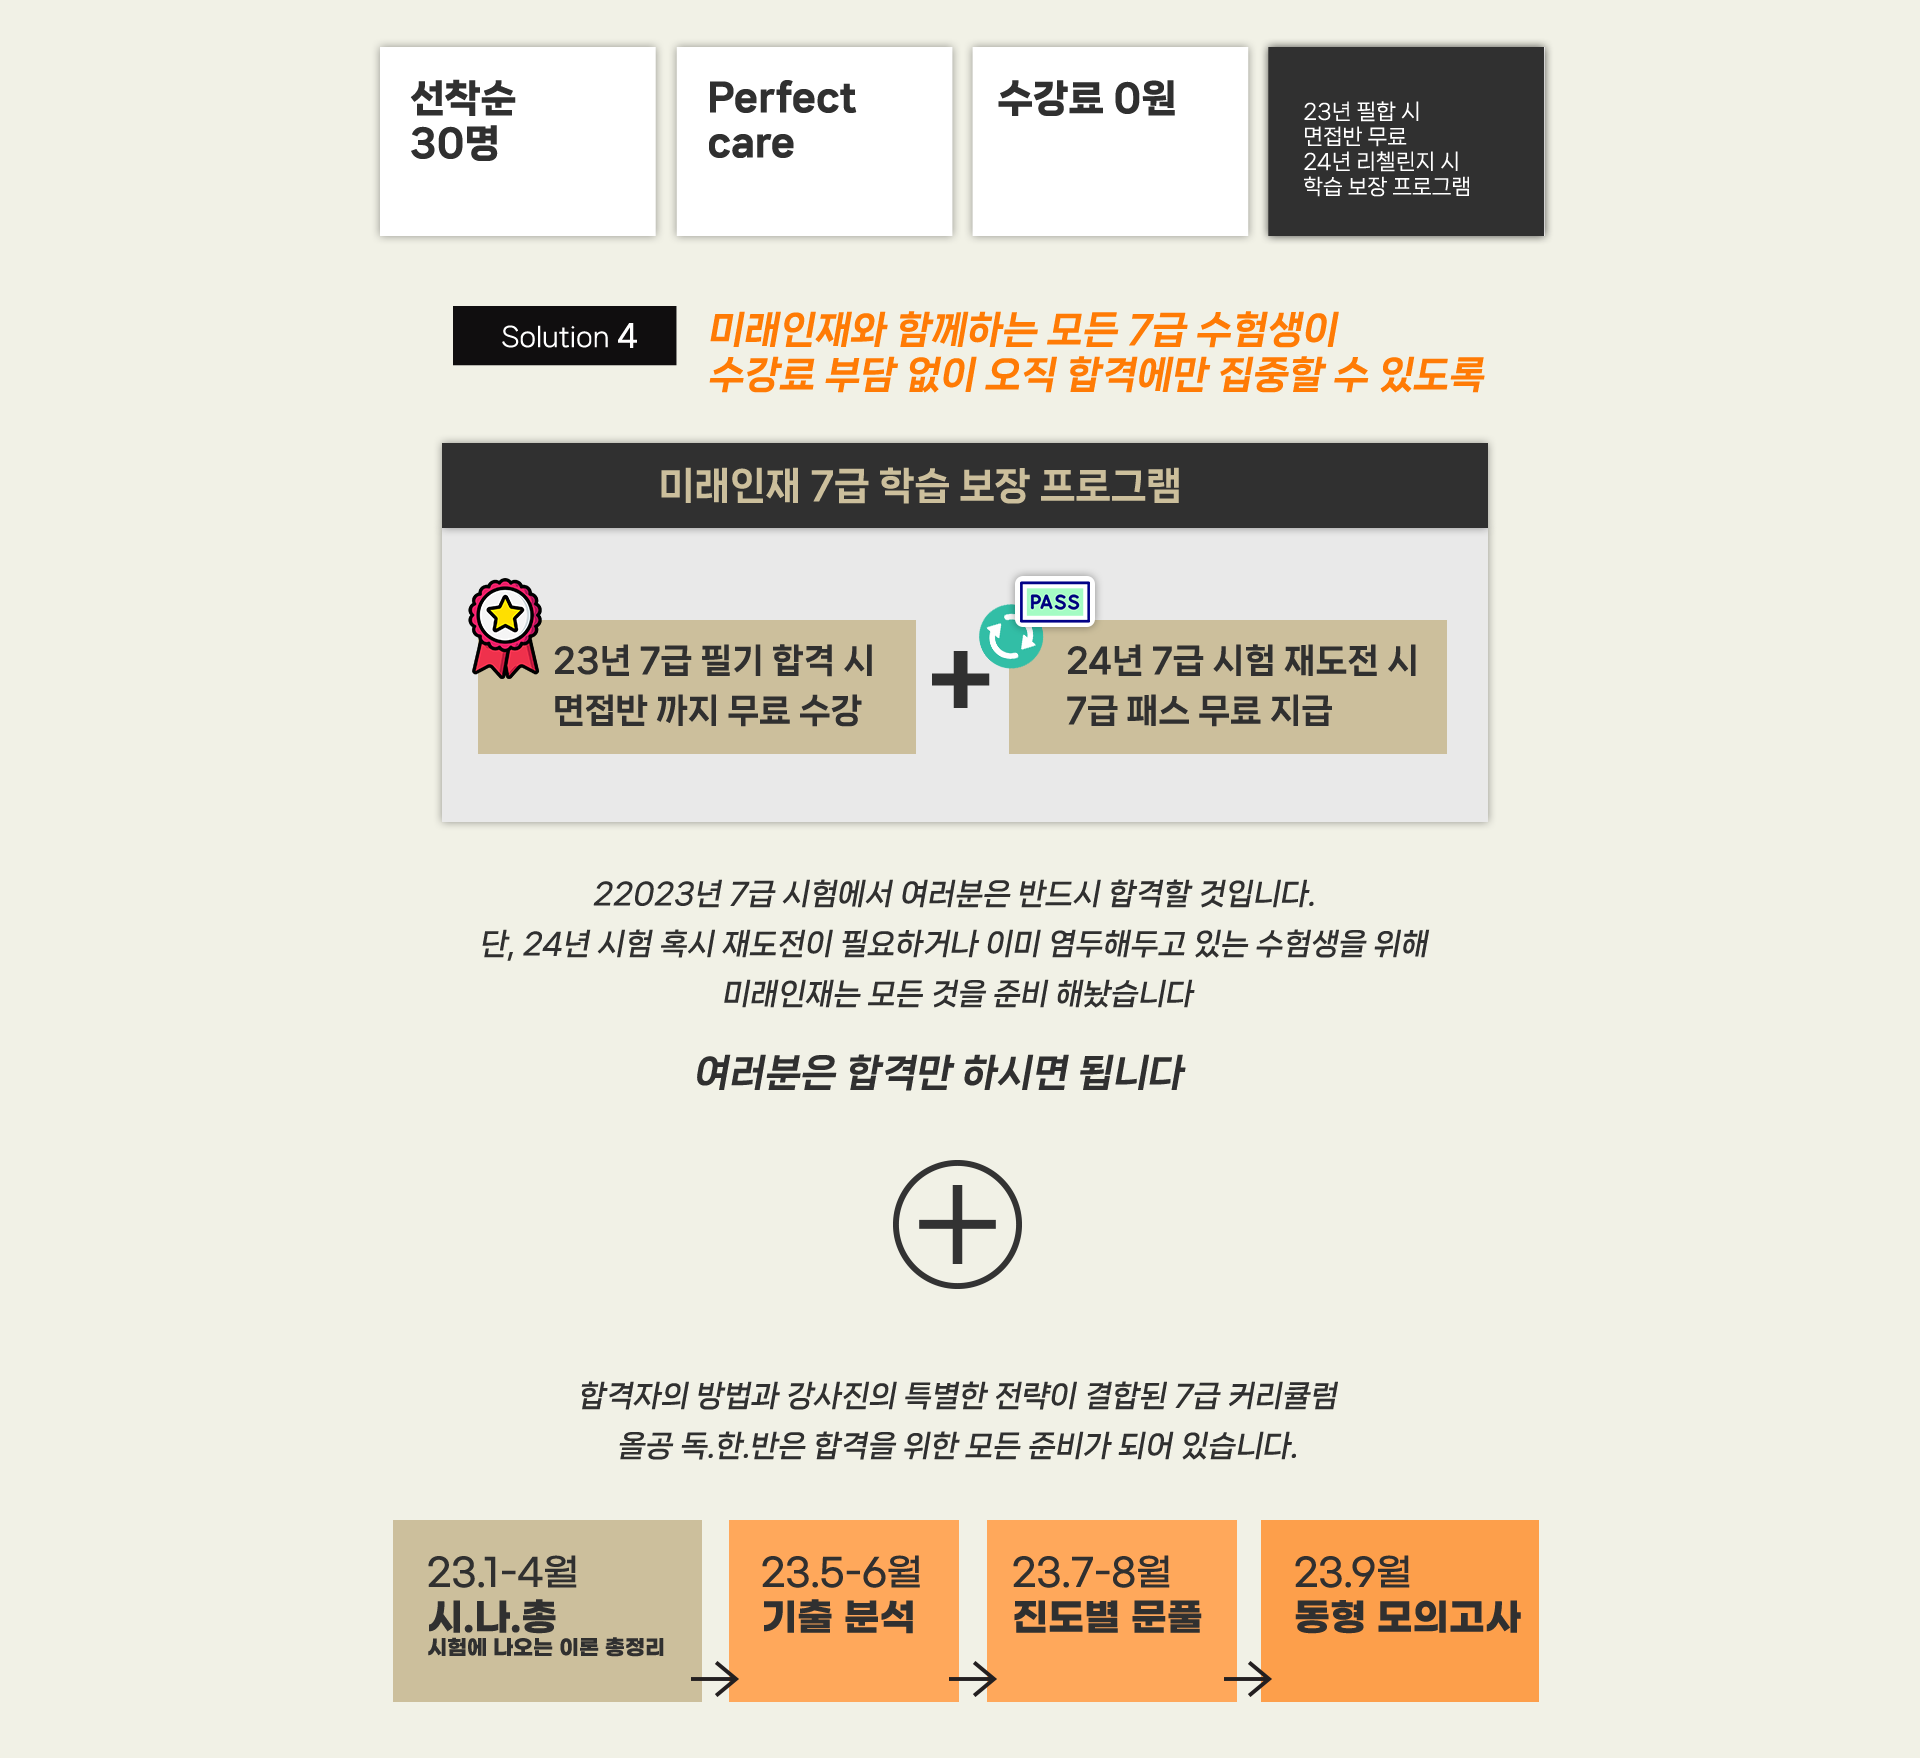 선착순
30명
Perfect
care
수강료 0원
23년 필합 시
면접반 무료
24년 리첼린지 시
학습 보장 프로그램
Solution 4
미래인재와 함께하는 모든 7급 수험생이
수강료 부담 없이 오직 합격에만 집중할 수 있도록
미래인재 7급 학습 보장 프로그램
23년 7급 필기 합격 시
면접반 까지 무료 수강
PASS
24년 7급 시험 재도전 시
7급 패스 무료 지급
22023년 7급 시험에서 여러분은 반드시 합격할 것입니다.
단, 24년 시험 혹시 재도전이 필요하거나 이미 염두해두고 있는 수험생을 위해
미래인재는 모든 것을 준비 해놨습니다
여러분은 합격만 하시면 됩니다
합격자의 방법과 강사진의 특별한 전략이 결합된 7급 커리큘럼
올공 독.한.반은 합격을 위한 모든 준비가 되어 있습니다.
23.1-4월
시.나.총
시험에 나오는 이론 총정리
23.5-6월
기출 분석
23.7-8월
진도별 문풀
23.9월
동형 모의고사